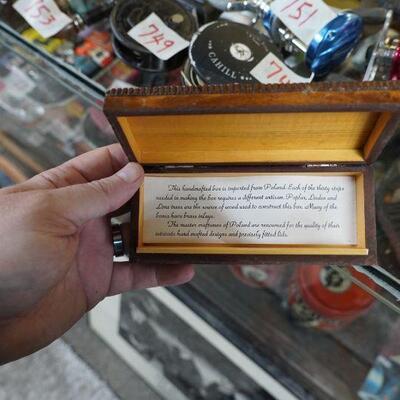 753
749
751
74
CAHILL
This handcrafted box is imported from Poland. Each of the thirty steps
needed in making the box requires a different artisan. Poplar, Linden and
Lime trees are the source of wood used to construct this box. Many of the
boxes have brass inlays.
The master craftsmen of Poland are renowned for the quality of their
intricate hand crafted designs and precisely fitted lids.